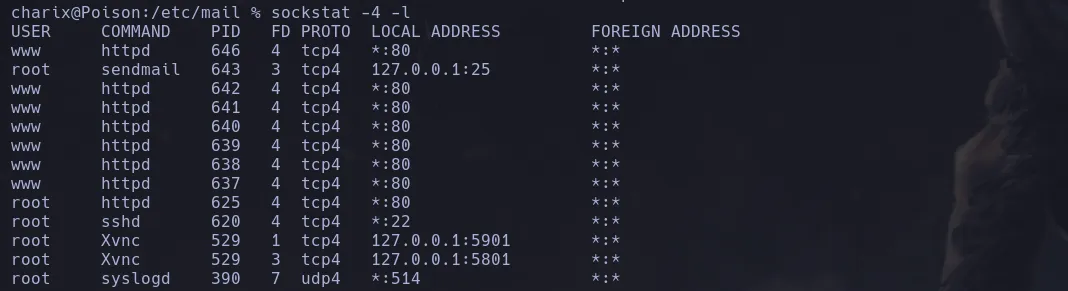 charix@Poison:/etc/mail % sockstat -4 -l
USER     COMMAND    PID   FD PROTO  LOCAL ADDRESS         FOREIGN ADDRESS
www      httpd      646   4  tcp4   *:80                  *:*
root     sendmail   643   3  tcp4   127.0.0.1:25          *:*
www      httpd      642   4  tcp4   *:80                  *:*
www      httpd      641   4  tcp4   *:80                  *:*
www      httpd      640   4  tcp4   *:80                  *:*
www      httpd      639   4  tcp4   *:80                  *:*
www      httpd      638   4  tcp4   *:80                  *:*
www      httpd      637   4  tcp4   *:80                  *:*
root     httpd      625   4  tcp4   *:80                  *:*
root     sshd       620   4  tcp4   *:22                  *:*
root     Xvnc       529   1  tcp4   127.0.0.1:5901        *:*
root     Xvnc       529   3  tcp4   127.0.0.1:5801        *:*
root     syslogd    390   7  udp4   *:514                 *:*